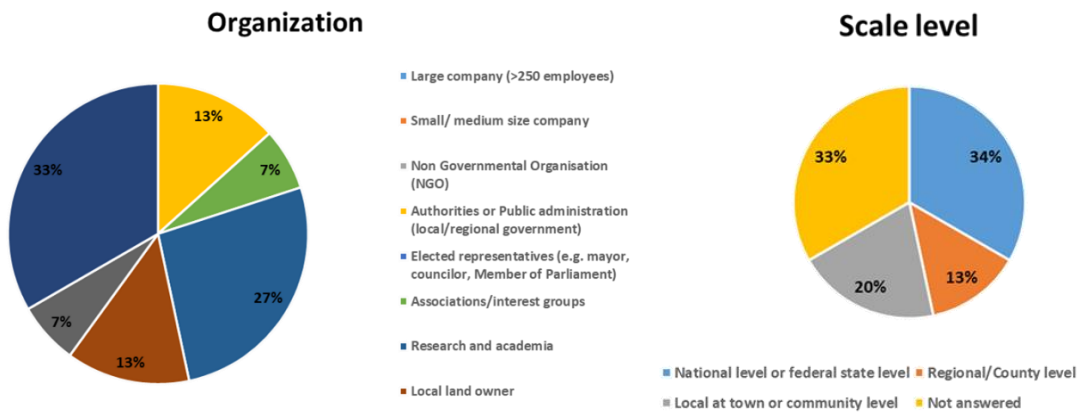 Organization
13%
7%
27%
13%
7%
33%
Large company (>250 employees)
Small/ medium size company
Non Governmental Organisation
(NGO)
Authorities or Public administration
(local/regional government)
Elected representatives (e.g. mayor,
councilor, Member of Parliament)
Associations/interest groups
Research and academia
Local land owner
Scale level
34%
13%
20%
33%
National level or federal state level
Regional/County level
Local at town or community level
Not answered